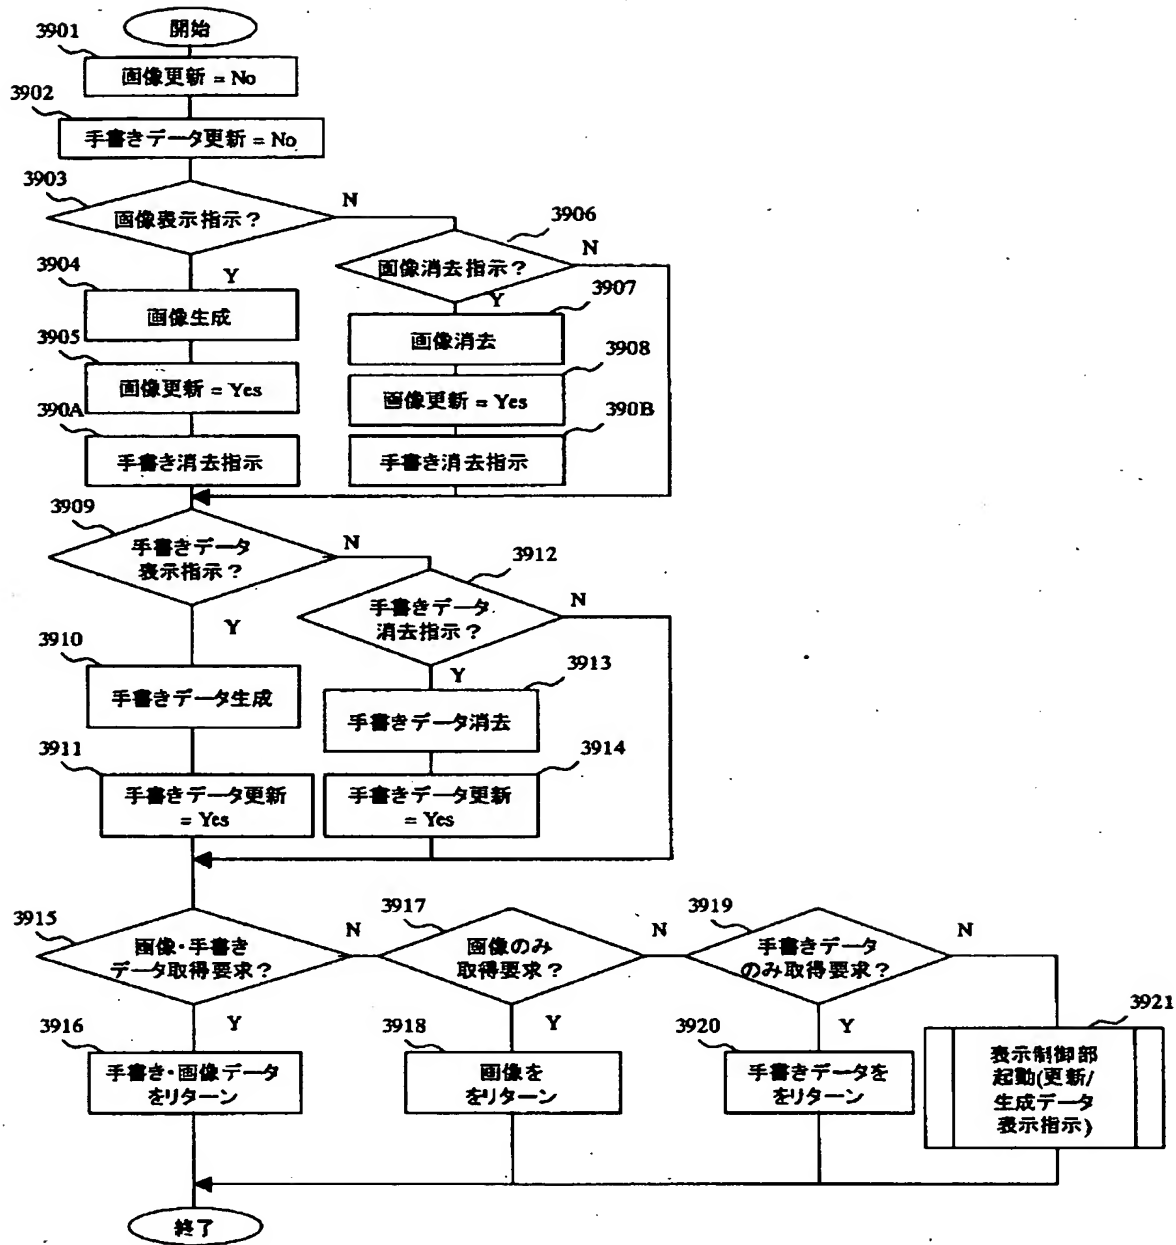 開始
3901
画像更新 = No
3902
手書きデータ更新 = No
3903
画像表示指示？
N
3906
画像消去指示？
N
3904
Y
画像生成
Y
3907
画像消去
3905
画像更新 = Yes
3908
画像更新 = Yes
390A
手書き消去指示
390B
手書き消去指示
3909
手書きデータ
表示指示？
N
3912
手書きデータ
消去指示？
N
Y
3910
手書きデータ生成
Y
3913
手書きデータ消去
3911
手書きデータ更新
= Yes
3914
手書きデータ更新
= Yes
3915
画像・手書き
データ取得要求？
N
3917
画像のみ
取得要求？
N
3919
手書きデータ
のみ取得要求？
N
Y
3916
手書き・画像データ
をリターン
Y
3918
画像を
をリターン
Y
3920
手書きデータを
をリターン
3921
表示制御部
起動(更新/
生成データ
表示指示)
終了